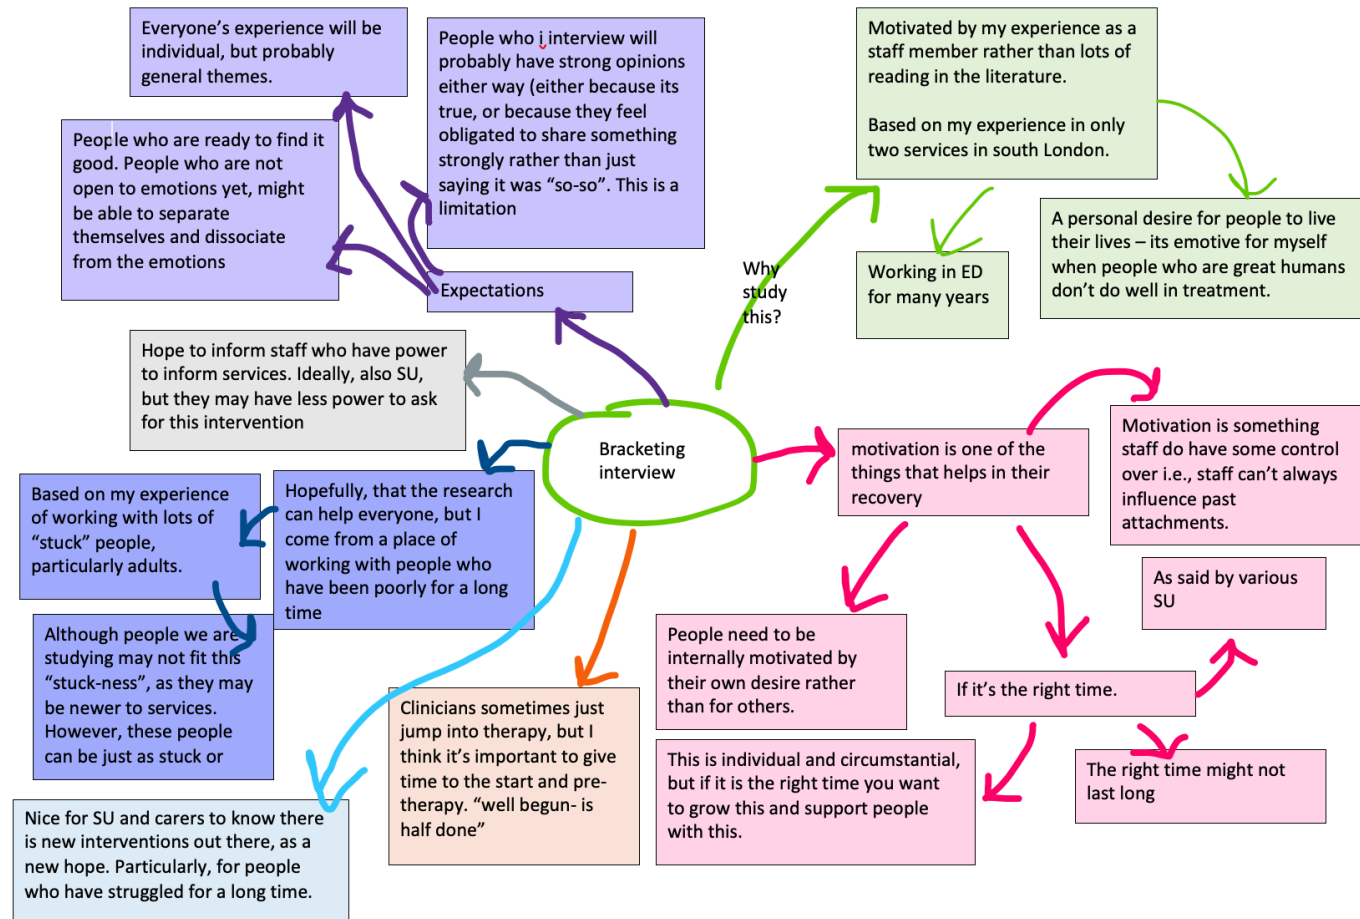 Everyone's experience will be
individual, but probably
general themes.
People who i interview will
probably have strong opinions
either way (either because its
true, or because they feel
obligated to share something
strongly rather than just
saying it was “so-so”. This is a
limitation
People who are ready to find it
good. People who are not
open to emotions yet, might
be able to separate
themselves and dissociate
from the emotions
Expectations
Motivated by my experience as a
staff member rather than lots of
reading in the literature.
Based on my experience in only
two services in south London.
Why
study
this?
Working in ED
for many years
A personal desire for people to live
their lives – its emotive for myself
when people who are great humans
don't do well in treatment.
Hope to inform staff who have power
to inform services. Ideally, also SU,
but they may have less power to ask
for this intervention
Bracketing
interview
motivation is one of the
things that helps in their
recovery
Motivation is something
staff do have some control
over i.e., staff can't always
influence past
attachments.
Based on my experience
of working with lots of
“stuck” people,
particularly adults.
Hopefully, that the research
can help everyone, but I
come from a place of
working with people who
have been poorly for a long
time
Although people we are
studying may not fit this
“stuck-ness”, as they may
be newer to services.
However, these people
can be just as stuck or
As said by various
SU
People need to be
internally motivated by
their own desire rather
than for others.
If it's the right time.
Clinicians sometimes just
jump into therapy, but I
think it's important to give
time to the start and pre-
therapy. “well begun- is
half done”
This is individual and circumstantial,
but if it is the right time you want
to grow this and support people
with this.
The right time might not
last long
Nice for SU and carers to know there
is new interventions out there, as a
new hope. Particularly, for people
who have struggled for a long time.